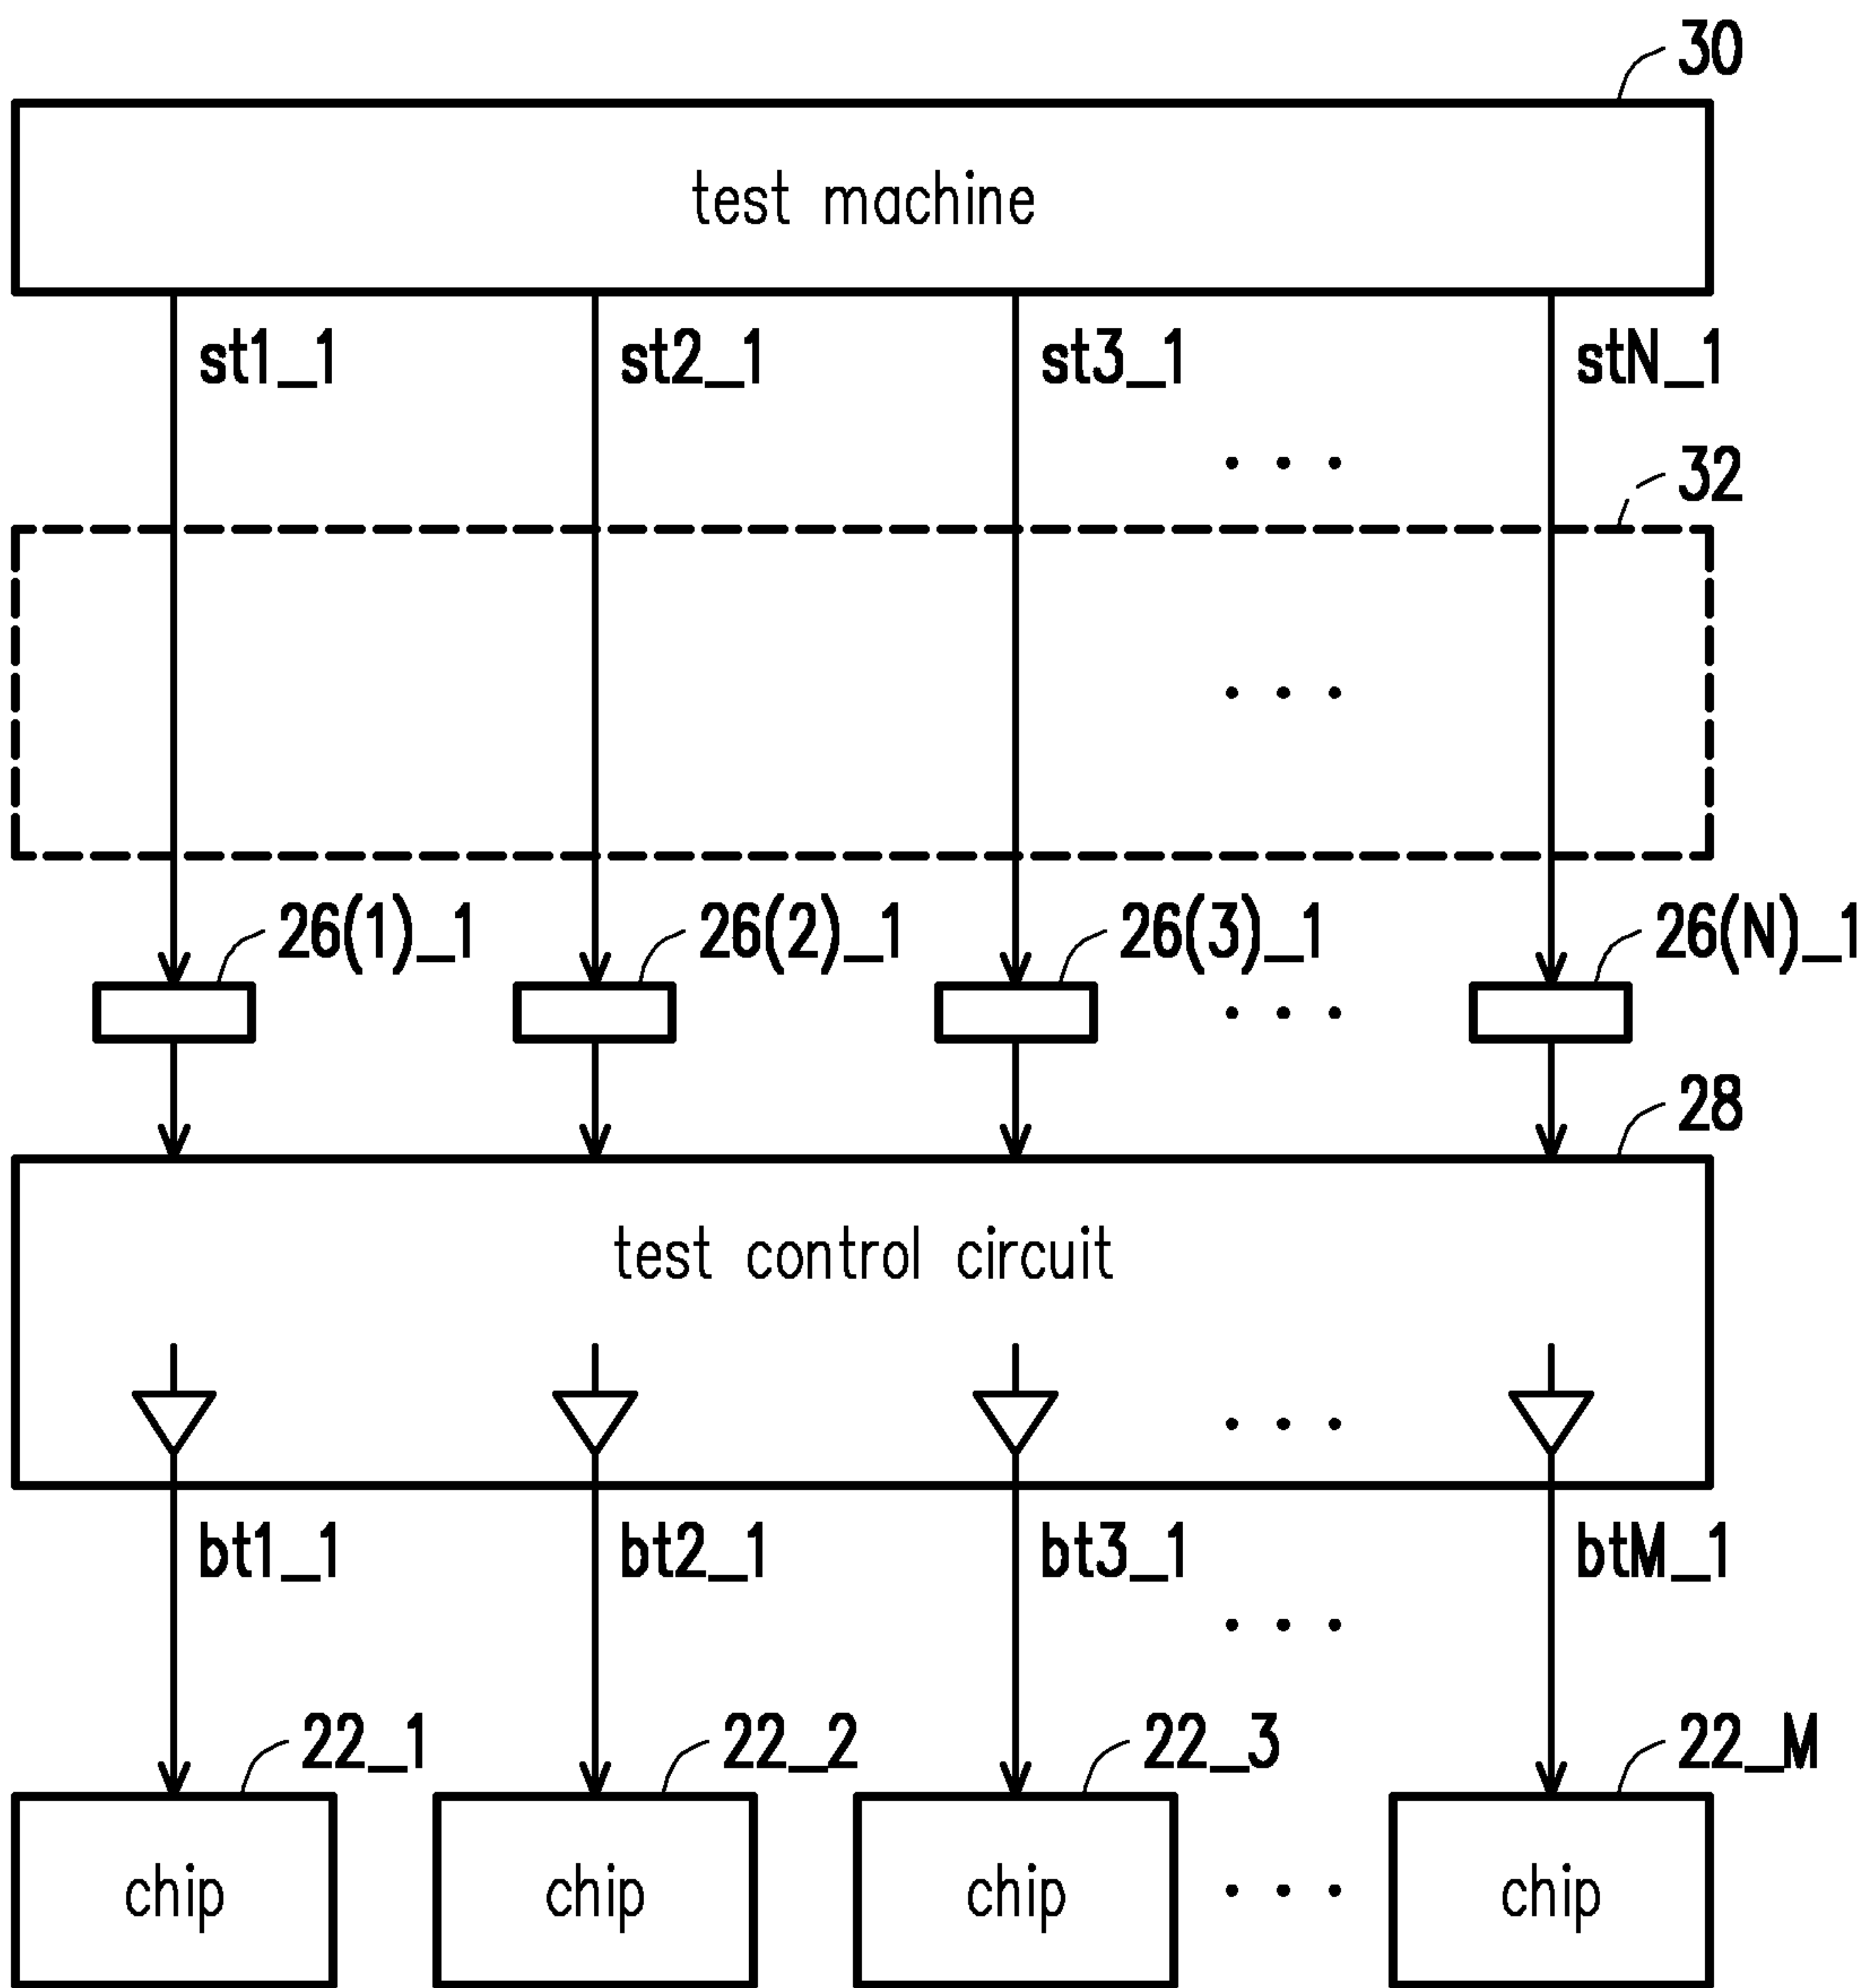 30
test machine
st1_1 st2_1 st3_1 stN_1
. . .
32
. . .
26(1)_1 26(2)_1 26(3)_1 26(N)_1
. . .
28
test control circuit
. . .
bt1_1 bt2_1 bt3_1 btM_1
. . .
22_1 22_2 22_3 22_M
chip chip chip . . . chip